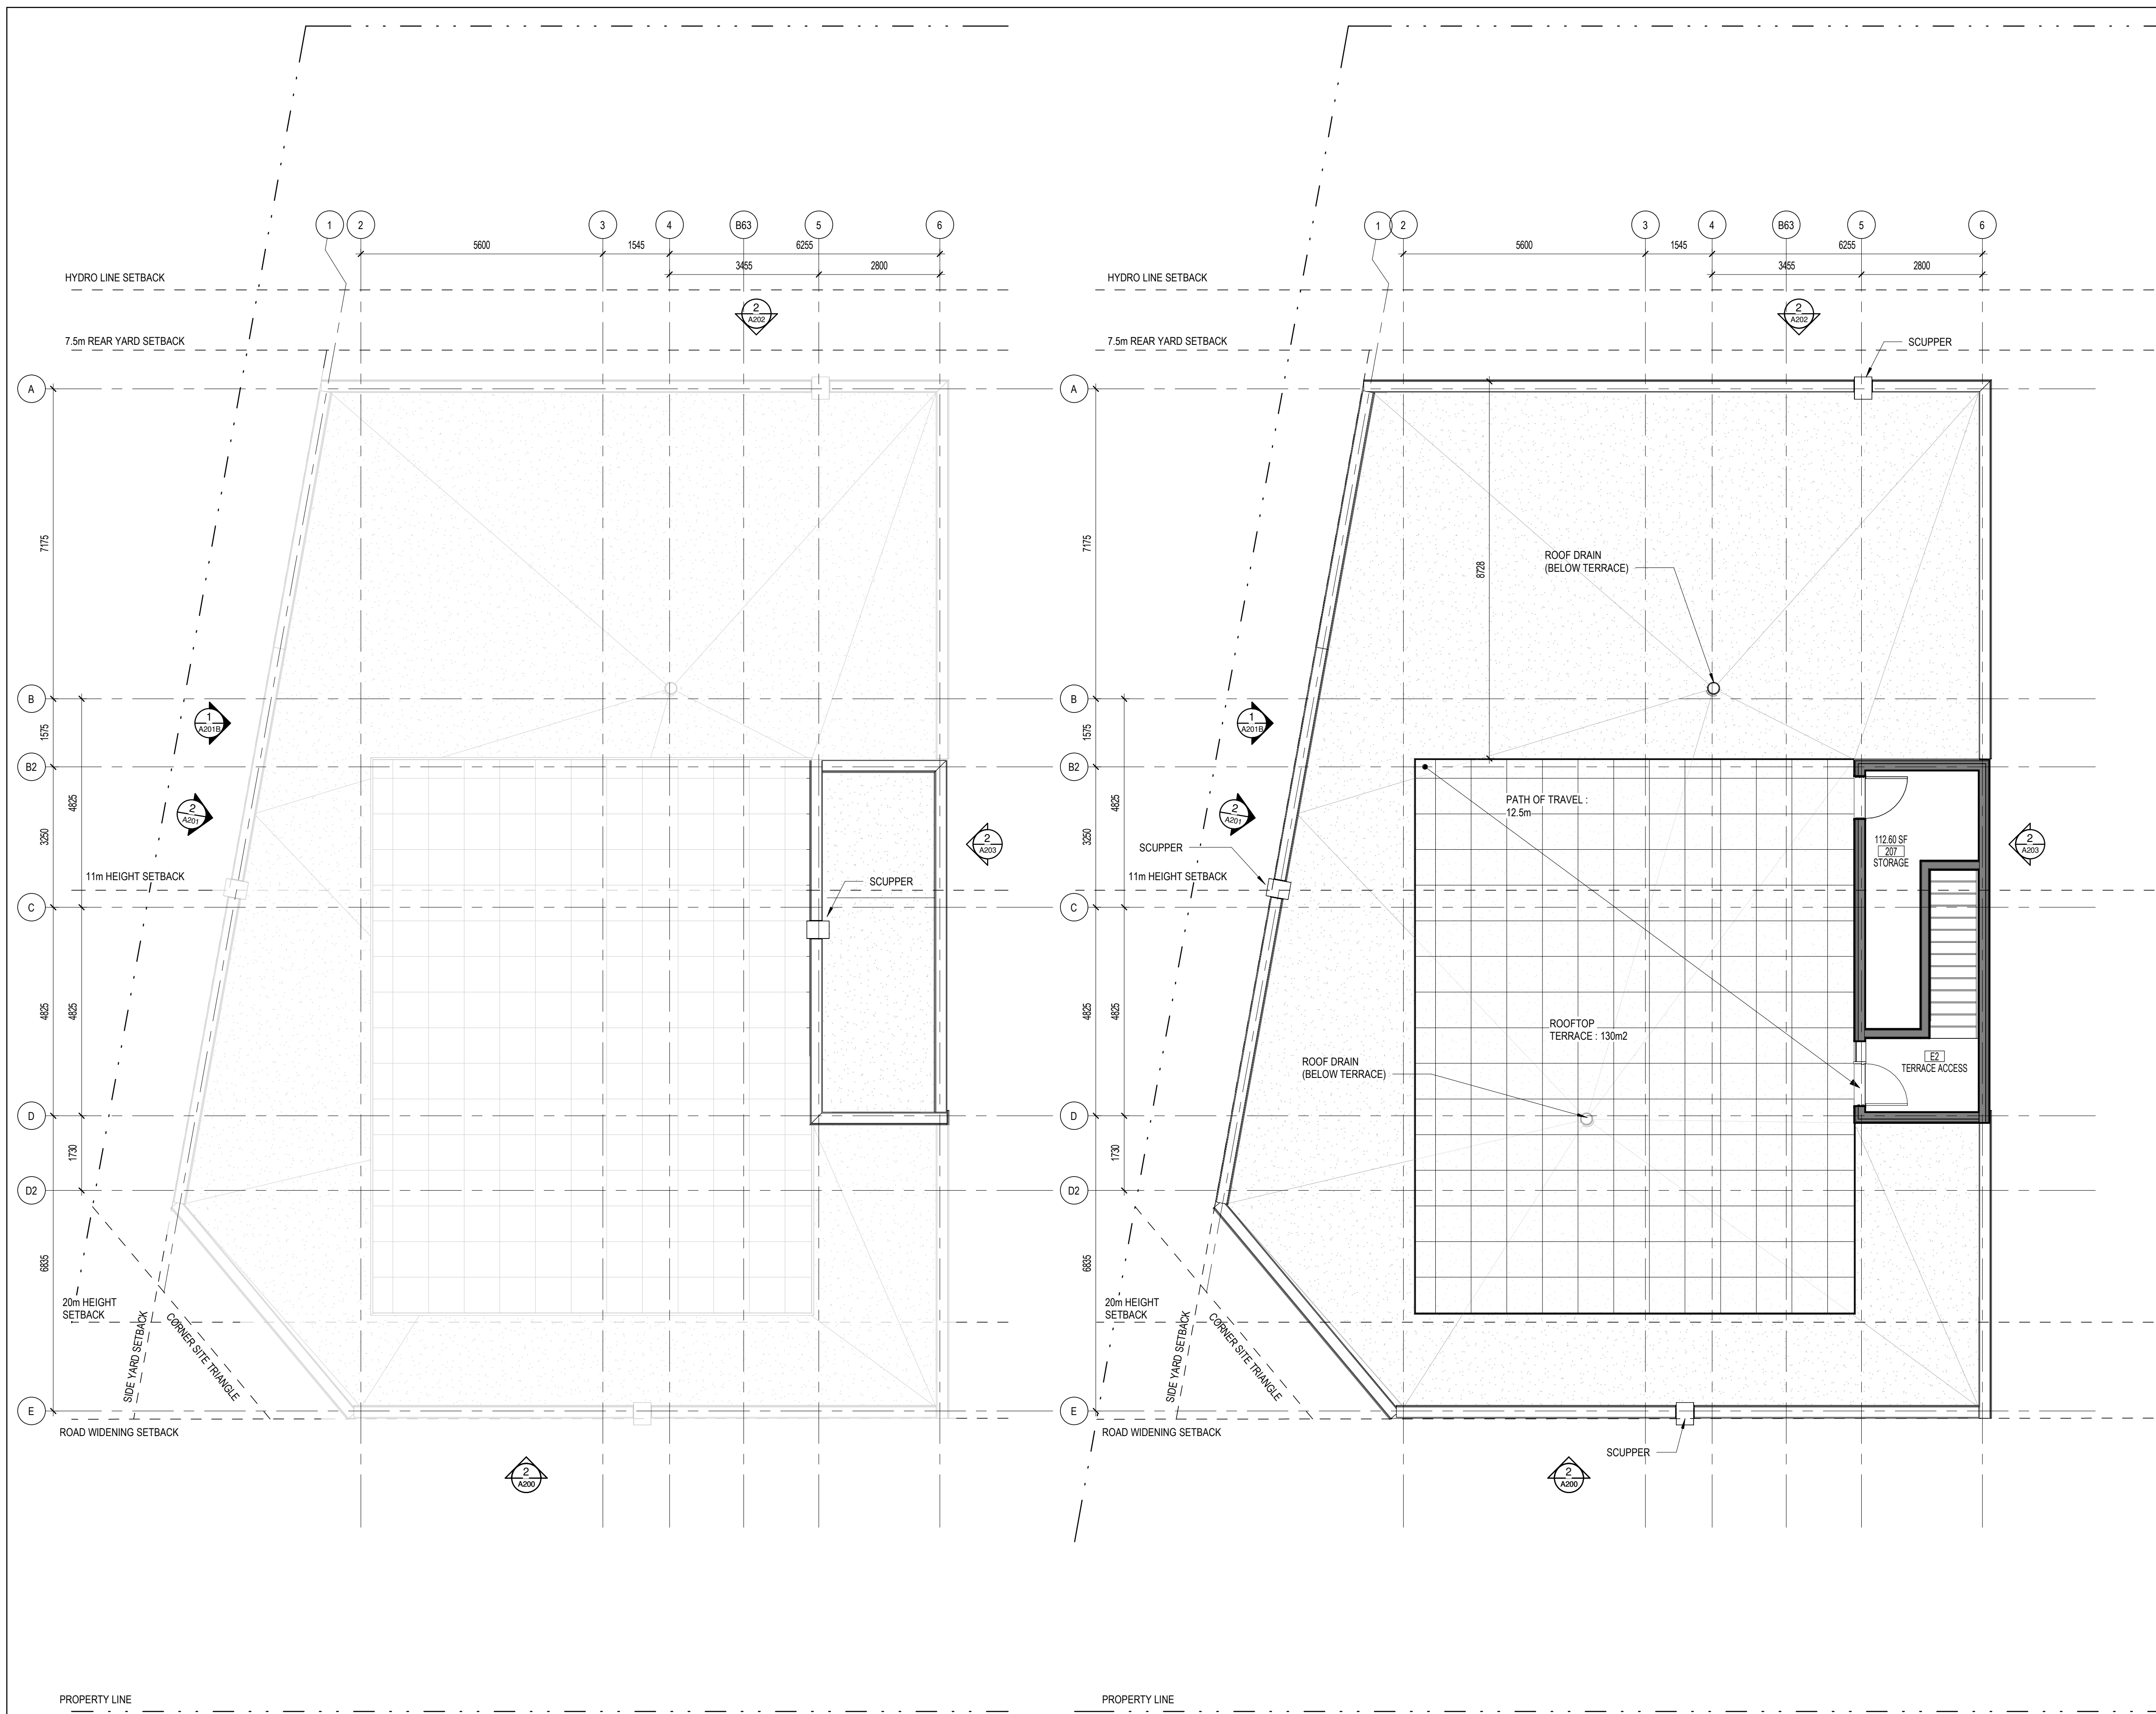 1
2
3
4
B63
5
6
5600
1545
6255
3455
2800
HYDRO LINE SETBACK
2
A202
7.5m REAR YARD SETBACK
A
7175
B
1
A201B
1575
B2
4825
2
A201
3250
2
A203
11m HEIGHT SETBACK
SCUPPER
C
4825
4825
D
1730
D2
6835
20m HEIGHT
SETBACK
SIDE YARD SETBACK
CORNER SITE TRIANGLE
E
ROAD WIDENING SETBACK
2
A200
PROPERTY LINE
1
2
3
4
B63
5
6
5600
1545
6255
3455
2800
HYDRO LINE SETBACK
2
A202
7.5m REAR YARD SETBACK
SCUPPER
A
7175
8728
ROOF DRAIN
(BELOW TERRACE)
B
1
A201B
1575
B2
4825
2
A201
PATH OF TRAVEL :
12.5m
3250
SCUPPER
112.60 SF
207
STORAGE
2
A203
11m HEIGHT SETBACK
C
4825
4825
ROOFTOP
TERRACE : 130m2
ROOF DRAIN
(BELOW TERRACE)
E2
TERRACE ACCESS
D
1730
D2
6835
20m HEIGHT
SETBACK
SIDE YARD SETBACK
CORNER SITE TRIANGLE
E
ROAD WIDENING SETBACK
SCUPPER
2
A200
PROPERTY LINE